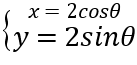 x = 2cosθ
y = 2sinθ